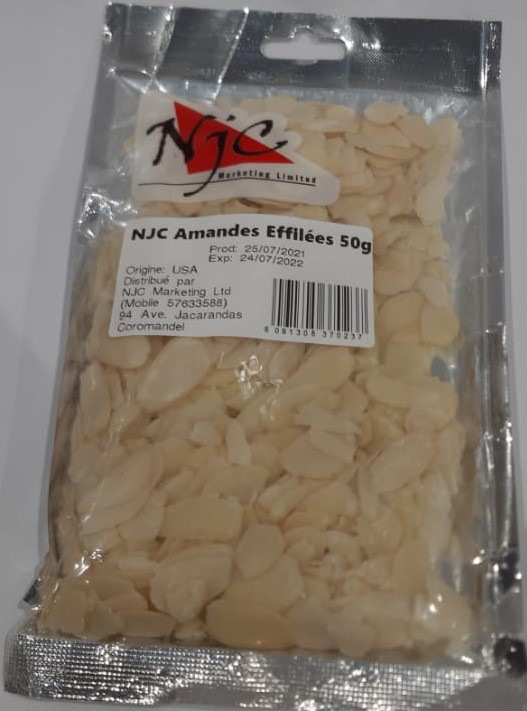 NJC
Marketing Limited
NJC Amandes Effilées 50g
Prod: 25/07/2021
Exp: 24/07/2022
Origine: USA
Distribué par
NJC Marketing Ltd
(Mobile 57633588)
94 Ave. Jacarandas
Coromandel
6 091305 370237